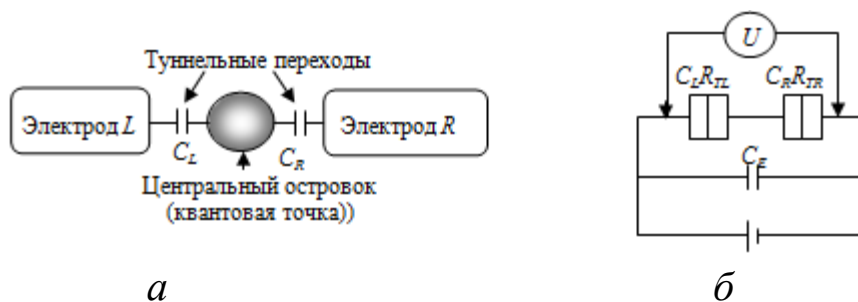 Туннельные переходы
Электрод L
Электрод R
C_L
C_R
Центральный островок
(квантовая точка))
а
U
C_LR_TL
C_RR_TR
C_E
б